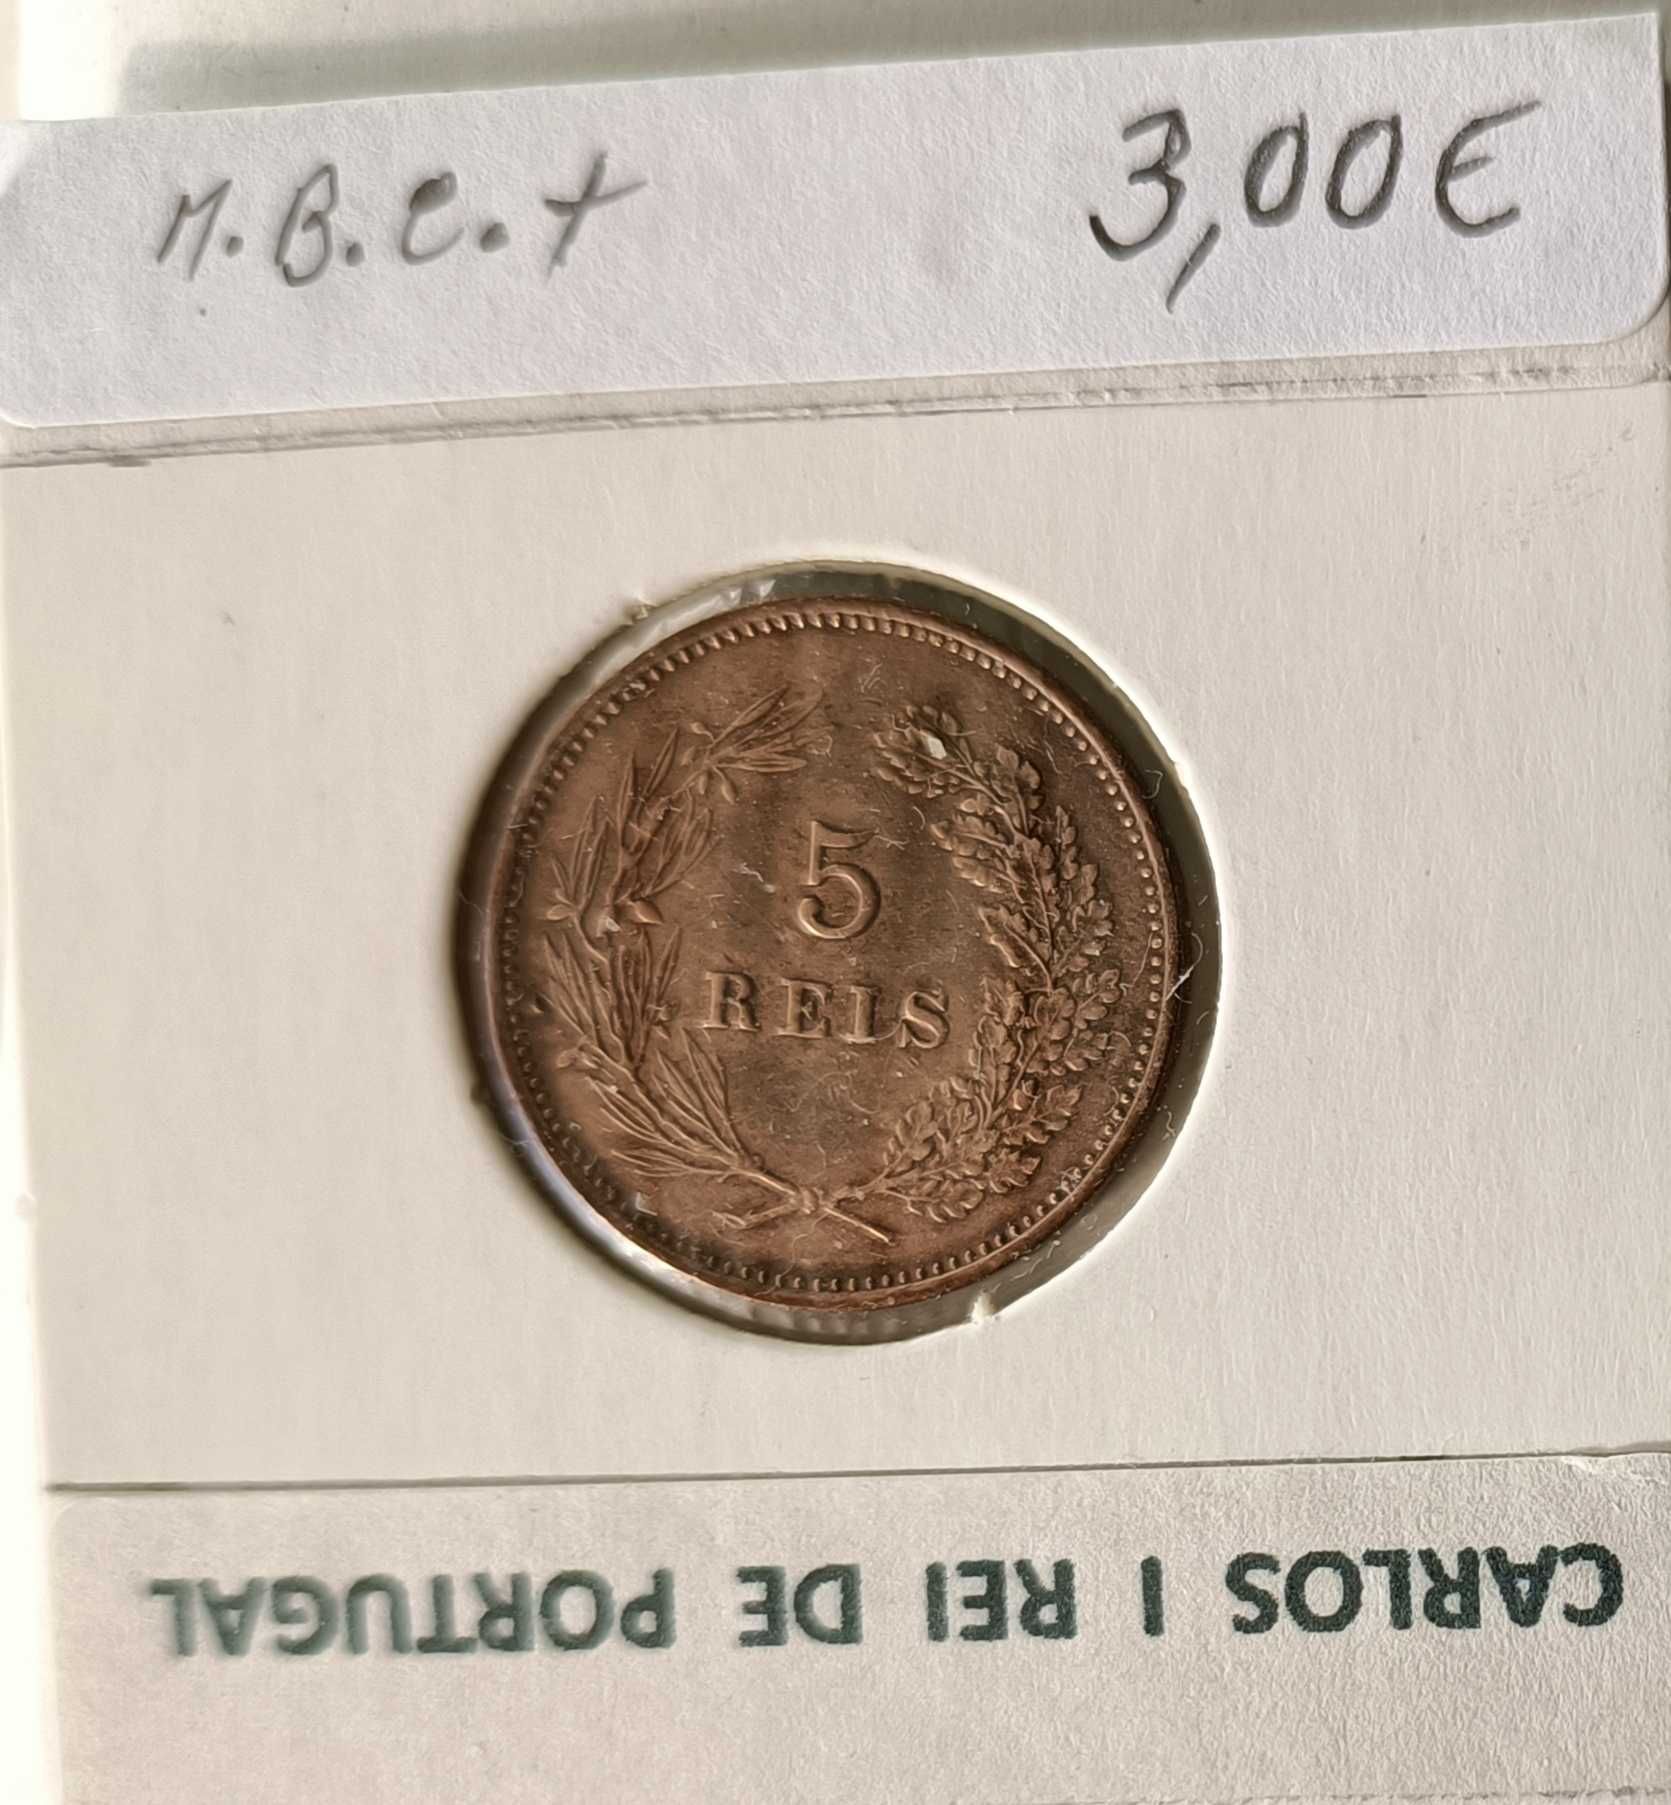 M.B.C.+ 3,00€
5
REIS
CARLOS I REI DE PORTUGAL